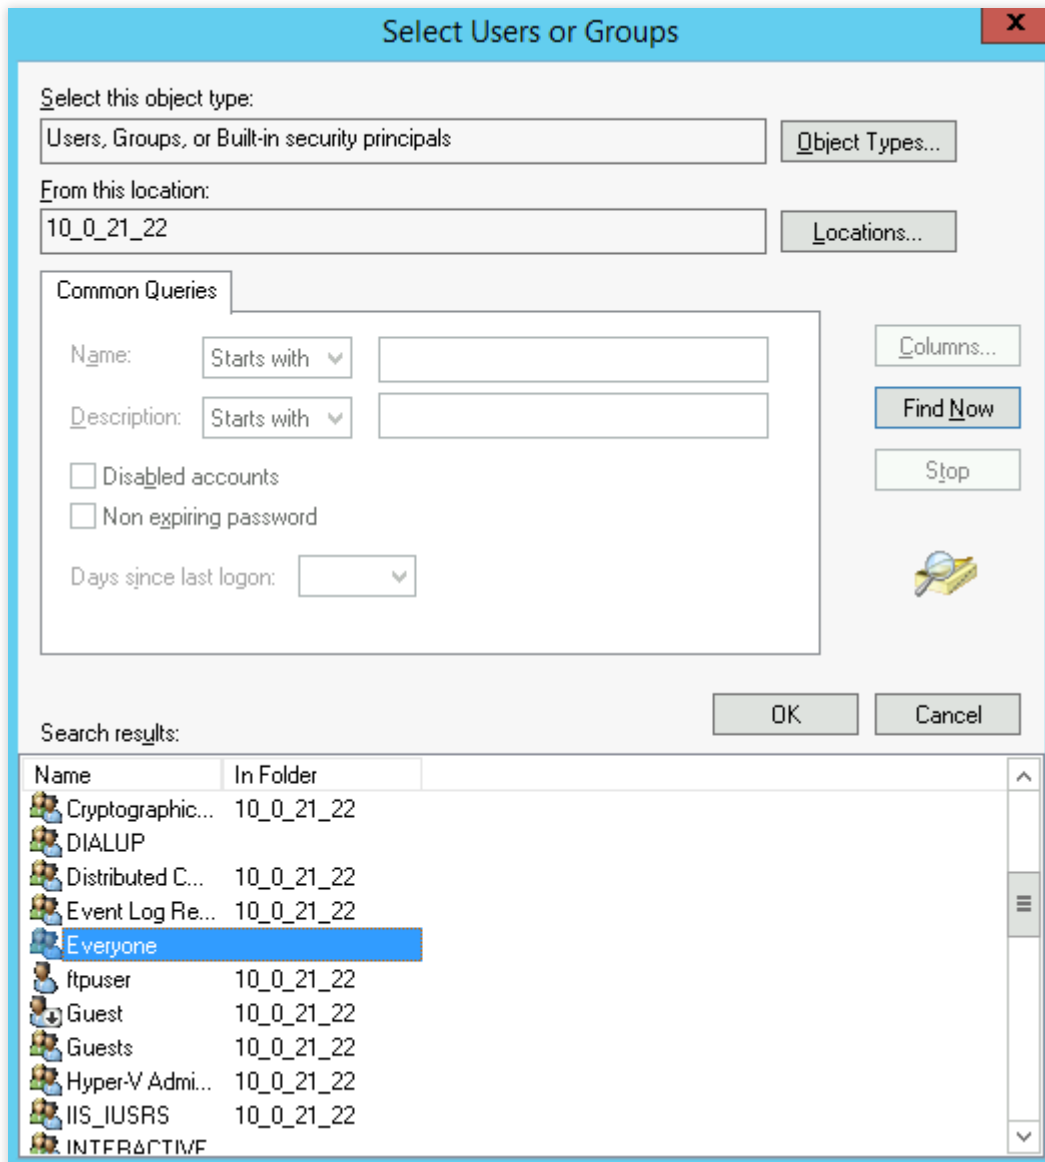 Select Users or Groups
x
Select this object type:
Users, Groups, or Built-in security principals
Object Types...
From this location:
10_0_21_22
Locations...
Common Queries
Name:
Starts with
Columns...
Description:
Starts with
Find Now
Disabled accounts
Stop
Non expiring password
Days since last logon:
OK
Cancel
Search results:
Name In Folder
Cryptographic... 10_0_21_22
DIALUP
Distributed C... 10_0_21_22
Event Log Re... 10_0_21_22
Everyone
ftpuser 10_0_21_22
Guest 10_0_21_22
Guests 10_0_21_22
Hyper-V Admi... 10_0_21_22
IIS_IUSRS 10_0_21_22
INTERACTIVE